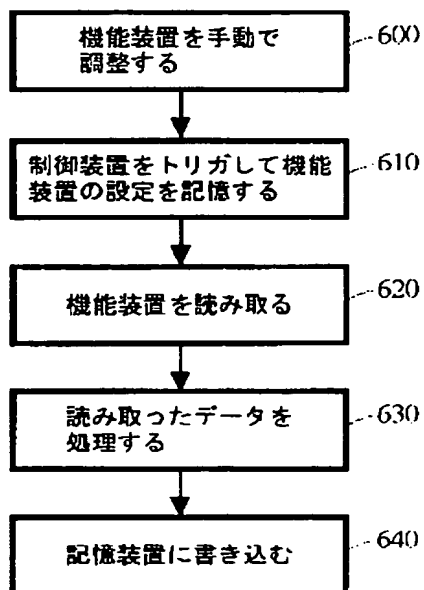 機能装置を手動で
調整する
600
制御装置をトリガして機能
装置の設定を記憶する
610
機能装置を読み取る
620
読み取ったデータを
処理する
630
記憶装置に書き込む
640